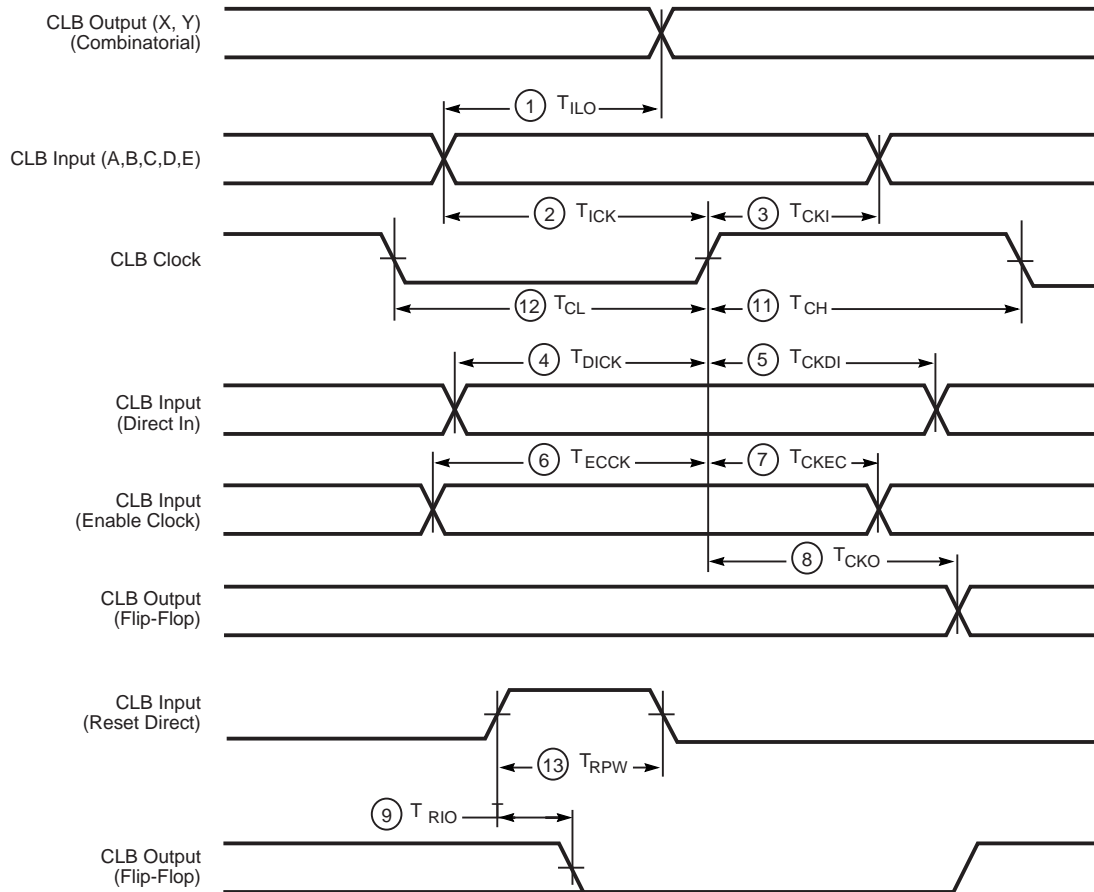 CLB Output (X, Y)
(Combinatorial)
1 TILO
CLB Input (A,B,C,D,E)
2 TICK
3 TCKI
CLB Clock
12 TCL
11 TCH
4 TDICK
5 TCKDI
CLB Input
(Direct In)
6 TECCK
7 TCKEC
CLB Input
(Enable Clock)
8 TCKO
CLB Output
(Flip-Flop)
CLB Input
(Reset Direct)
13 TRPW
9 T RIO
T
CLB Output
(Flip-Flop)